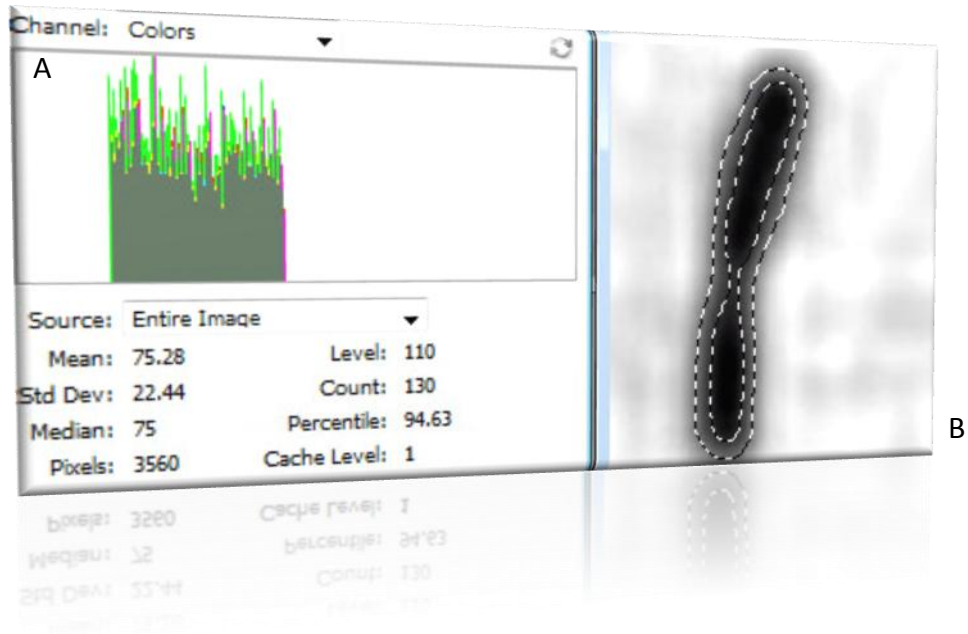 Channel: Colors
A
Source: Entire Image
Mean: 75.28 Level: 110
Std Dev: 22.44 Count: 130
Median: 75 Percentile: 94.63
Pixels: 3560 Cache Level: 1
B